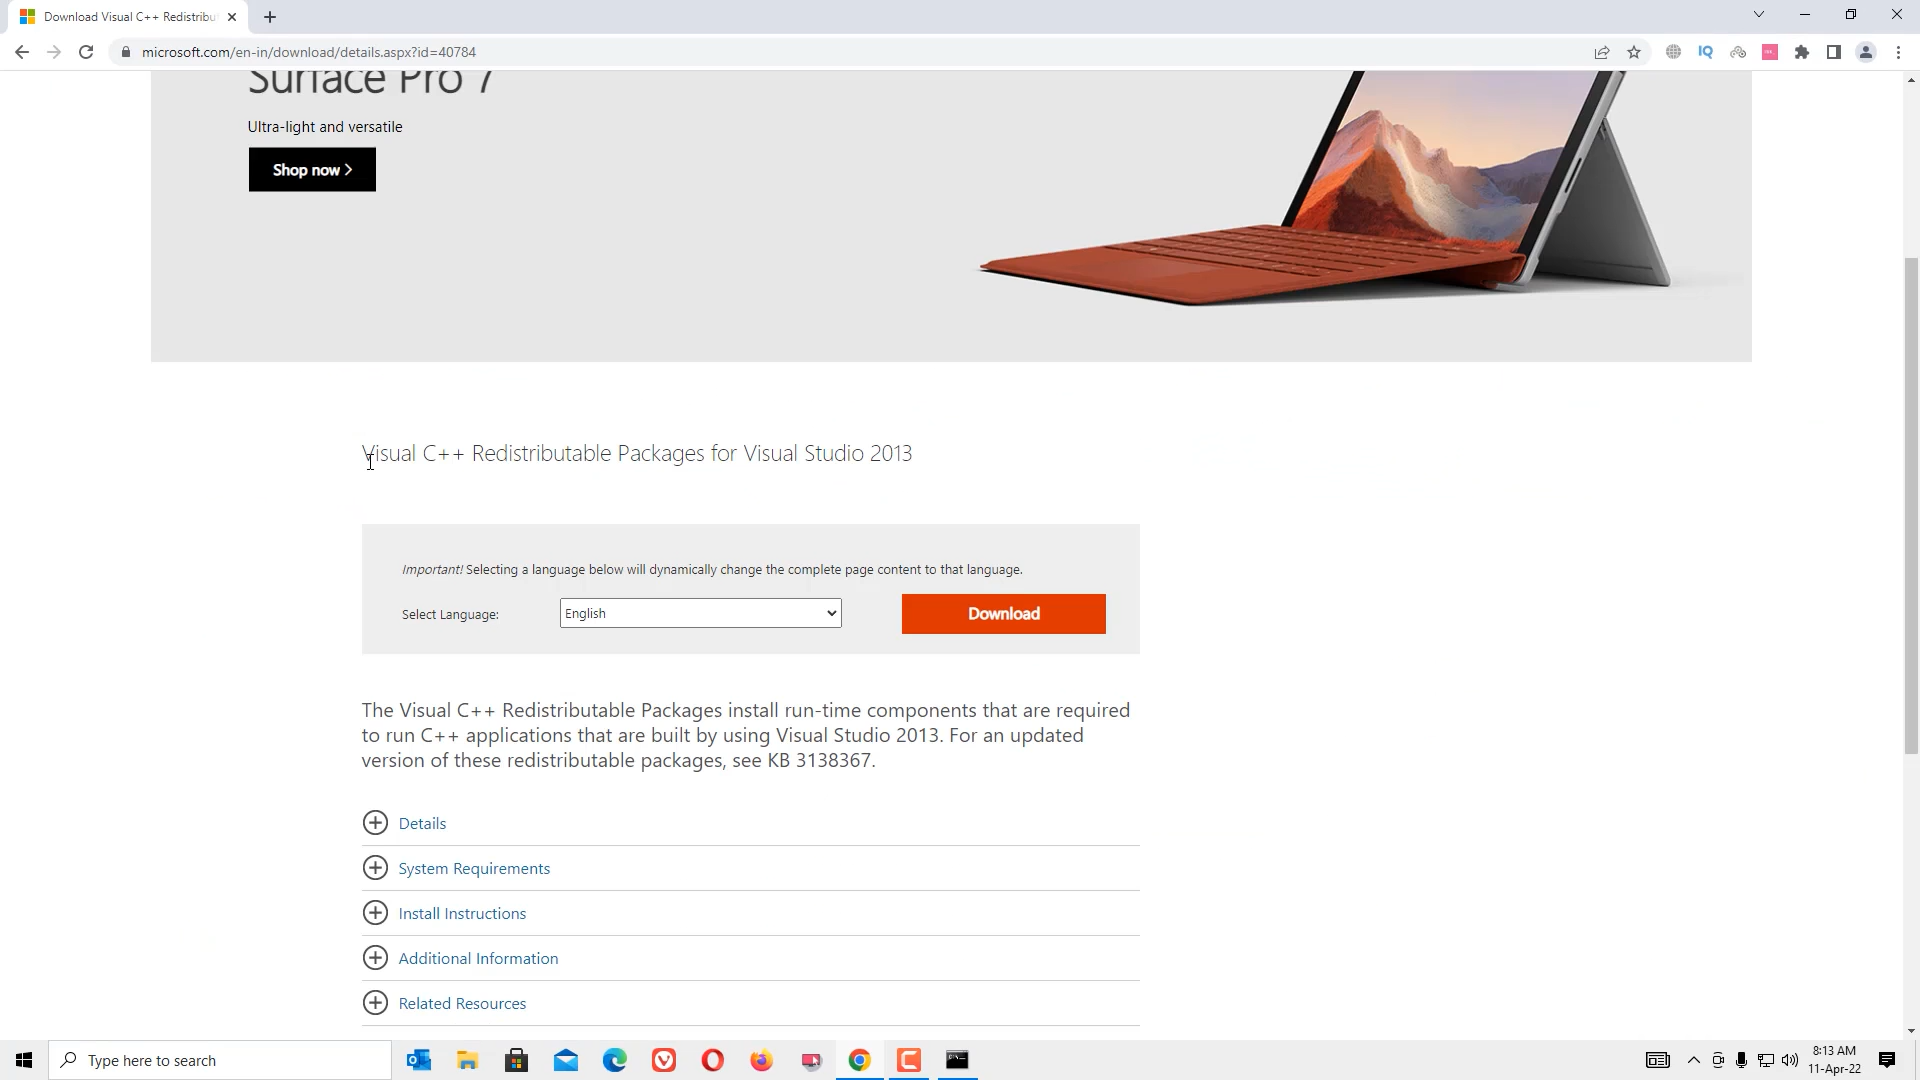 Download Visual C++ Redistribu
microsoft.com/en-in/download/details.aspx?id=40784
IQ
Surface Pro 7
Ultra-light and versatile
Shop now >
Visual C++ Redistributable Packages for Visual Studio 2013
Important! Selecting a language below will dynamically change the complete page content to that language.
Select Language:
English
Download
The Visual C++ Redistributable Packages install run-time components that are required
to run C++ applications that are built by using Visual Studio 2013. For an updated
version of these redistributable packages, see KB 3138367.
Details
System Requirements
Install Instructions
Additional Information
Related Resources
Type here to search
8:13 AM
11-Apr-22